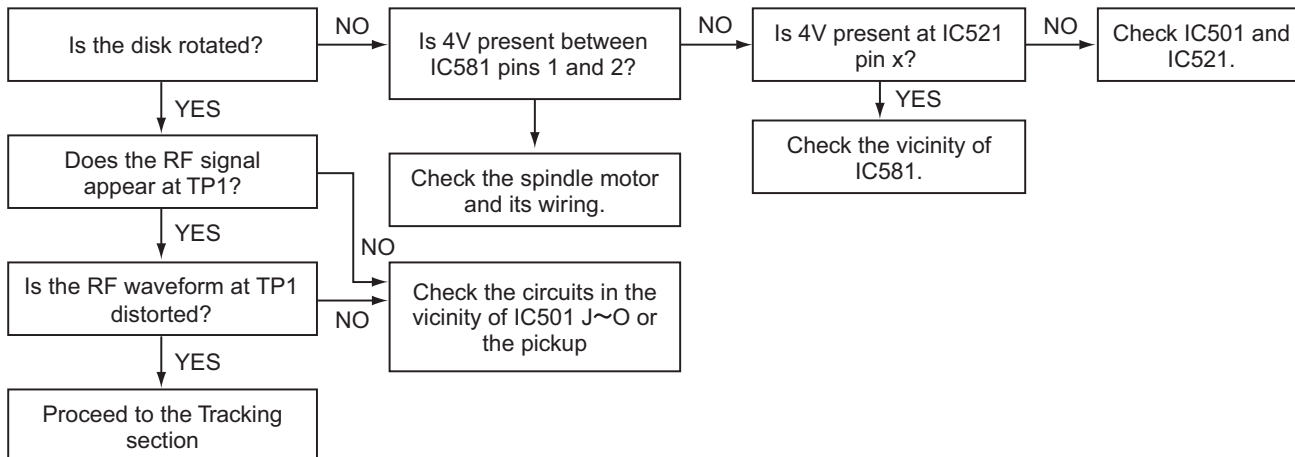 Is the disk rotated?
NO
Is 4V present between
IC581 pins 1 and 2?
NO
Is 4V present at IC521
pin x?
NO
Check IC501 and
IC521.
YES
YES
Does the RF signal
appear at TP1?
Check the spindle motor
and its wiring.
Check the vicinity of
IC581.
YES
NO
Is the RF waveform at TP1
distorted?
NO
Check the circuits in the
vicinity of IC501 J～O or
the pickup
YES
Proceed to the Tracking
section